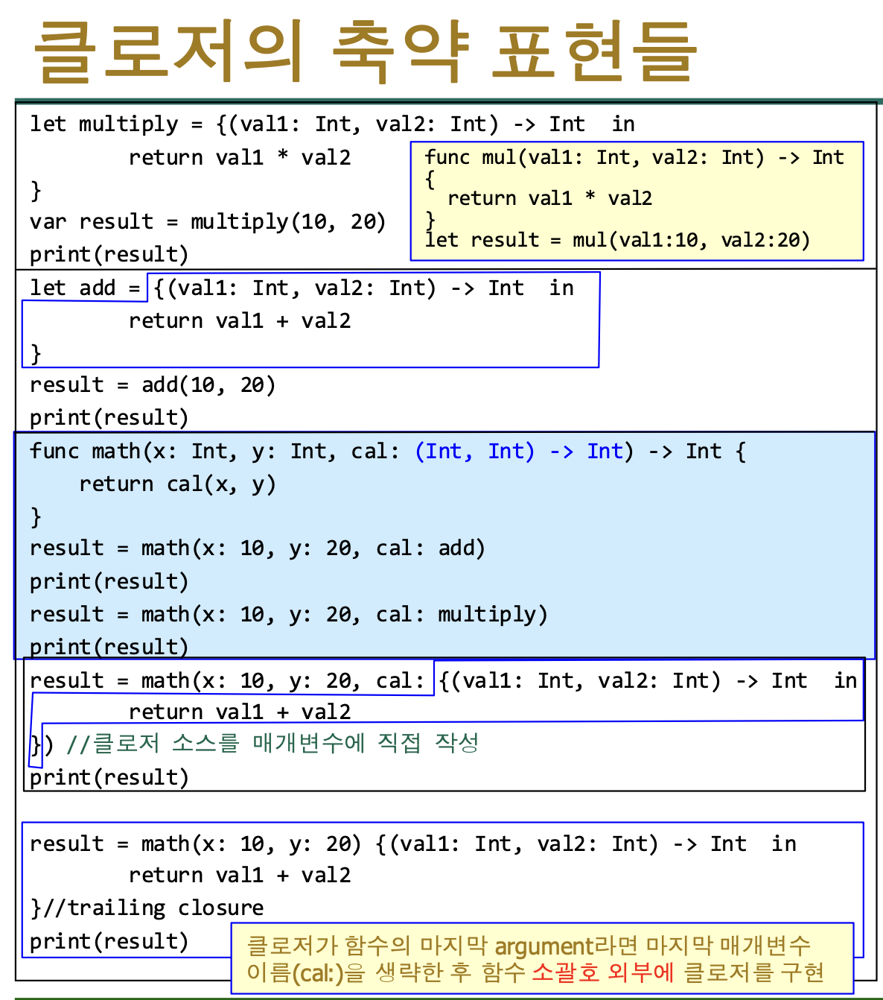 클로저의 축약 표현들
let multiply = {(val1: Int, val2: Int) -> Int  in
        return val1 * val2
}
var result = multiply(10, 20)
print(result)
func mul(val1: Int, val2: Int) -> Int
{
  return val1 * val2
}
let result = mul(val1:10, val2:20)
let add = {(val1: Int, val2: Int) -> Int  in
        return val1 + val2
}
result = add(10, 20)
print(result)
func math(x: Int, y: Int, cal: (Int, Int) -> Int) -> Int {
    return cal(x, y)
}
result = math(x: 10, y: 20, cal: add)
print(result)
result = math(x: 10, y: 20, cal: multiply)
print(result)
result = math(x: 10, y: 20, cal: {(val1: Int, val2: Int) -> Int  in
        return val1 + val2
}) //클로저 소스를 매개변수에 직접 작성
print(result)
result = math(x: 10, y: 20) {(val1: Int, val2: Int) -> Int  in
        return val1 + val2
}//trailing closure
print(result)
클로저가 함수의 마지막 argument라면 마지막 매개변수
이름(cal:)을 생략한 후 함수 소괄호 외부에 클로저를 구현